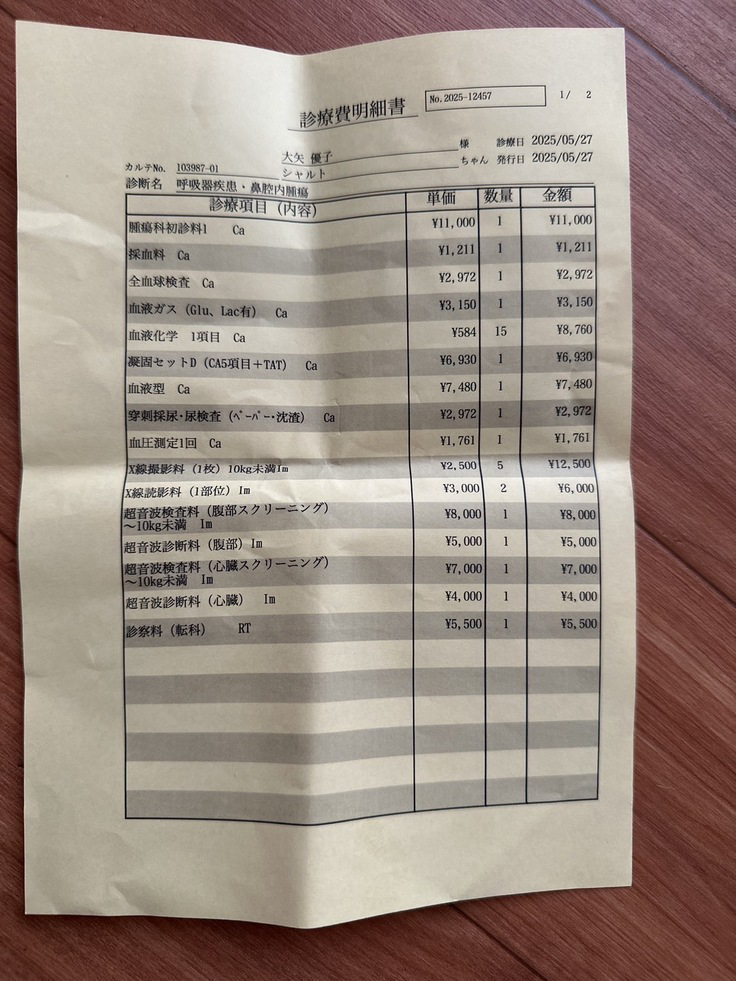 診療費明細書
No.2025-12457
1/ 2
大矢 優子 様 診療日 2025/05/27
カルテNo. 103987-01 シャルト ちゃん 発行日 2025/05/27
診断名 呼吸器疾患・鼻腔内腫瘍
診療項目（内容） 単価 数量 金額
腫瘍科初診料1 Ca ¥11,000 1 ¥11,000
採血料 Ca ¥1,211 1 ¥1,211
全血球検査 Ca ¥2,972 1 ¥2,972
血液ガス（Glu、Lac有） Ca ¥3,150 1 ¥3,150
血液化学 1項目 Ca ¥584 15 ¥8,760
凝固セットD（CA5項目＋TAT） Ca ¥6,930 1 ¥6,930
血液型 Ca ¥7,480 1 ¥7,480
穿刺採尿・尿検査（ﾍﾟｰﾊﾟｰ・沈渣） Ca ¥2,972 1 ¥2,972
血圧測定1回 Ca ¥1,761 1 ¥1,761
X線撮影料（1枚）10kg未満Im ¥2,500 5 ¥12,500
X線読影料（1部位）Im ¥3,000 2 ¥6,000
超音波検査料（腹部スクリーニング）
～10kg未満 Im ¥8,000 1 ¥8,000
超音波診断料（腹部）Im ¥5,000 1 ¥5,000
超音波検査料（心臓スクリーニング）
～10kg未満 Im ¥7,000 1 ¥7,000
超音波診断料（心臓） Im ¥4,000 1 ¥4,000
診察料（転科） RT ¥5,500 1 ¥5,500